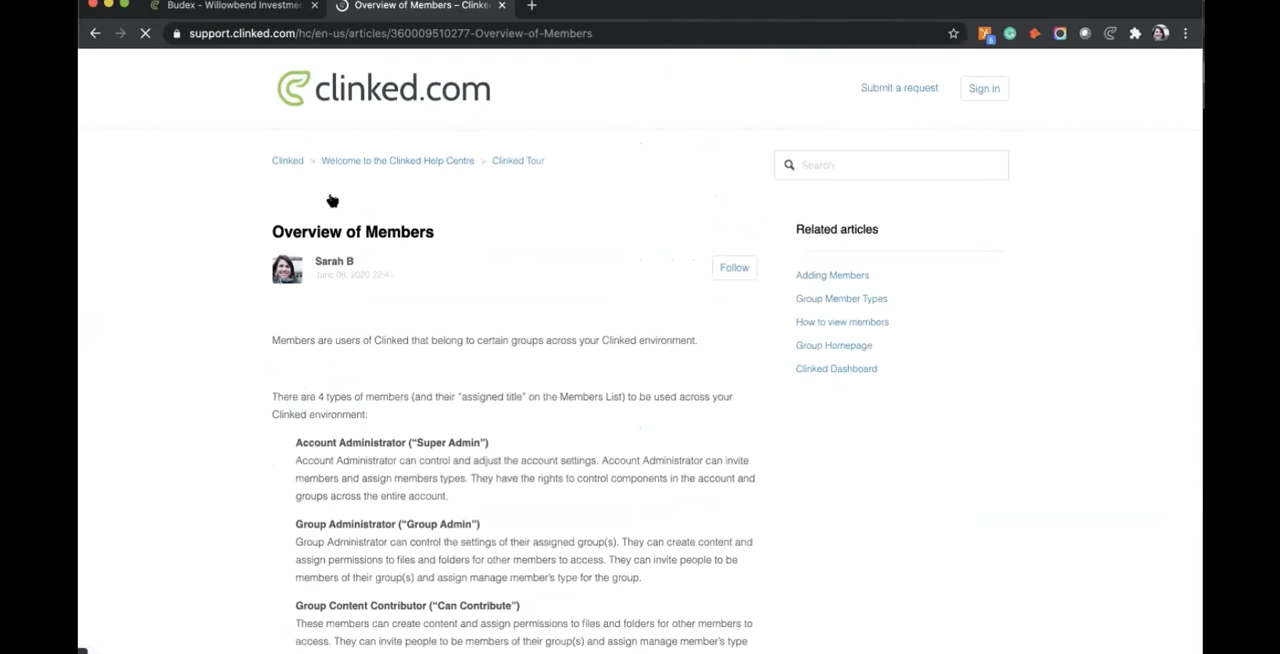 Budex - Willowbend Investme
Overview of Members – Clinke
support.clinked.com/hc/en-us/articles/360009510277-Overview-of-Members
clinked.com
Submit a request
Sign in
Clinked > Welcome to the Clinked Help Centre > Clinked Tour
Search
Overview of Members
Sarah B
June 08, 2020 22:41
Follow
Members are users of Clinked that belong to certain groups across your Clinked environment.
There are 4 types of members (and their "assigned title" on the Members List) to be used across your
Clinked environment:
Account Administrator ("Super Admin")
Account Administrator can control and adjust the account settings. Account Administrator can invite
members and assign members types. They have the rights to control components in the account and
groups across the entire account.
Group Administrator ("Group Admin")
Group Administrator can control the settings of their assigned group(s). They can create content and
assign permissions to files and folders for other members to access. They can invite people to be
members of their group(s) and assign manage member's type for the group.
Group Content Contributor ("Can Contribute")
These members can create content and assign permissions to files and folders for other members to
access. They can invite people to be members of their group(s) and assign manage member's type
Related articles
Adding Members
Group Member Types
How to view members
Group Homepage
Clinked Dashboard